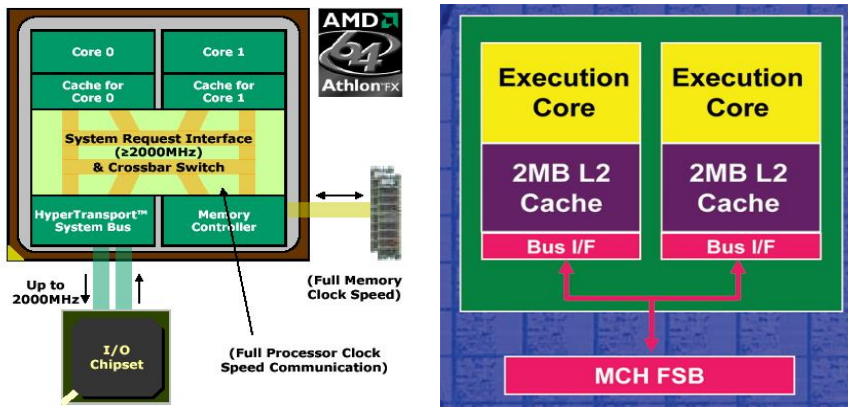 AMD
64
Athlon™FX
Core 0
Core 1
Cache for
Core 0
Cache for
Core 1
System Request Interface
(≥2000MHz)
& Crossbar Switch
HyperTransport™
System Bus
Memory
Controller
Up to
2000MHz
(Full Memory
Clock Speed)
I/O
Chipset
(Full Processor Clock
Speed Communication)
Execution
Core
2MB L2
Cache
Bus I/F
Execution
Core
2MB L2
Cache
Bus I/F
MCH FSB